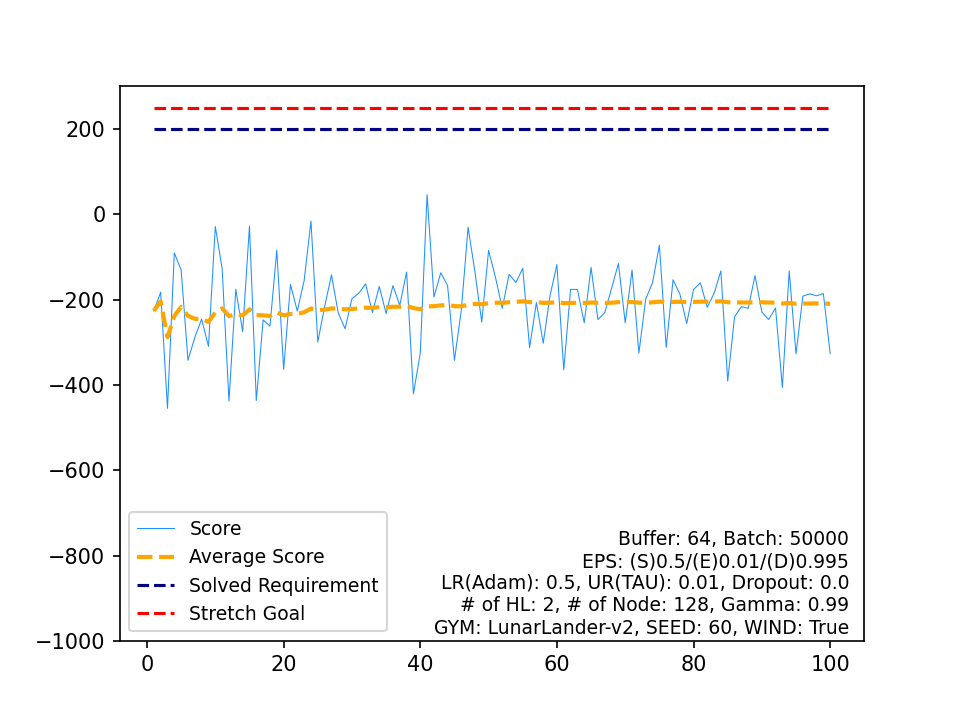 200
0
−200
−400
−600
−800
−1000
0 20 40 60 80 100
Score
Average Score
Solved Requirement
Stretch Goal
Buffer: 64, Batch: 50000
EPS: (S)0.5/(E)0.01/(D)0.995
LR(Adam): 0.5, UR(TAU): 0.01, Dropout: 0.0
# of HL: 2, # of Node: 128, Gamma: 0.99
GYM: LunarLander-v2, SEED: 60, WIND: True